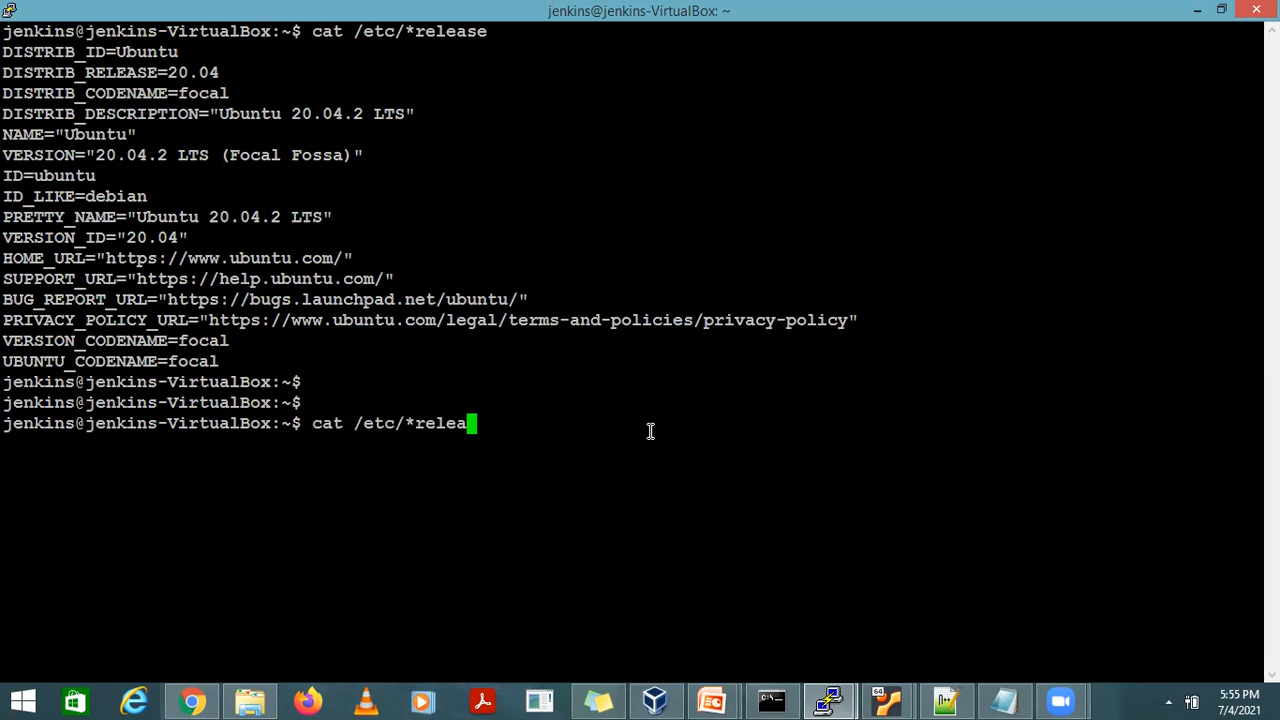 jenkins@jenkins-VirtualBox: ~
jenkins@jenkins-VirtualBox:~$ cat /etc/*release
DISTRIB_ID=Ubuntu
DISTRIB_RELEASE=20.04
DISTRIB_CODENAME=focal
DISTRIB_DESCRIPTION="Ubuntu 20.04.2 LTS"
NAME="Ubuntu"
VERSION="20.04.2 LTS (Focal Fossa)"
ID=ubuntu
ID_LIKE=debian
PRETTY_NAME="Ubuntu 20.04.2 LTS"
VERSION_ID="20.04"
HOME_URL="https://www.ubuntu.com/"
SUPPORT_URL="https://help.ubuntu.com/"
BUG_REPORT_URL="https://bugs.launchpad.net/ubuntu/"
PRIVACY_POLICY_URL="https://www.ubuntu.com/legal/terms-and-policies/privacy-policy"
VERSION_CODENAME=focal
UBUNTU_CODENAME=focal
jenkins@jenkins-VirtualBox:~$
jenkins@jenkins-VirtualBox:~$
jenkins@jenkins-VirtualBox:~$ cat /etc/*relea
5:55 PM
7/4/2021